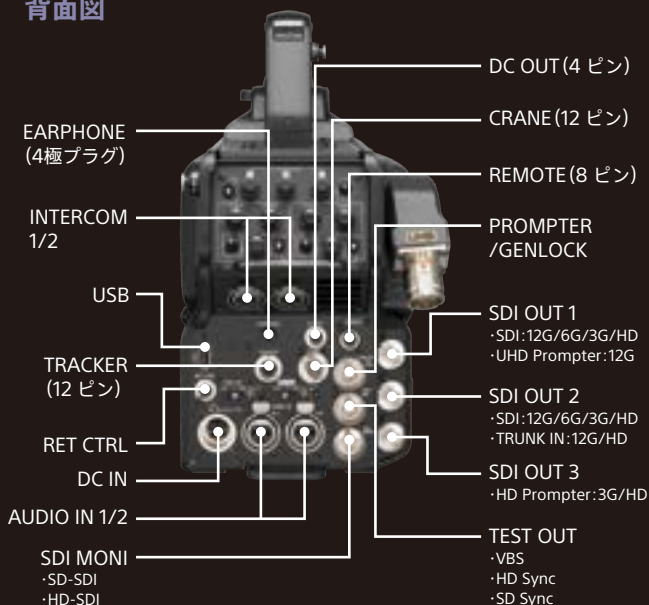 背面図
EARPHONE
(4極プラグ)
INTERCOM
1/2
USB
TRACKER
(12 ピン)
RET CTRL
DC IN
AUDIO IN 1/2
SDI MONI
·SD-SDI
·HD-SDI
DC OUT(4 ピン)
CRANE(12 ピン)
REMOTE(8 ピン)
PROMPTER
/GENLOCK
SDI OUT 1
·SDI:12G/6G/3G/HD
·UHD Prompter:12G
SDI OUT 2
·SDI:12G/6G/3G/HD
·TRUNK IN:12G/HD
SDI OUT 3
·HD Prompter:3G/HD
TEST OUT
·VBS
·HD Sync
·SD Sync